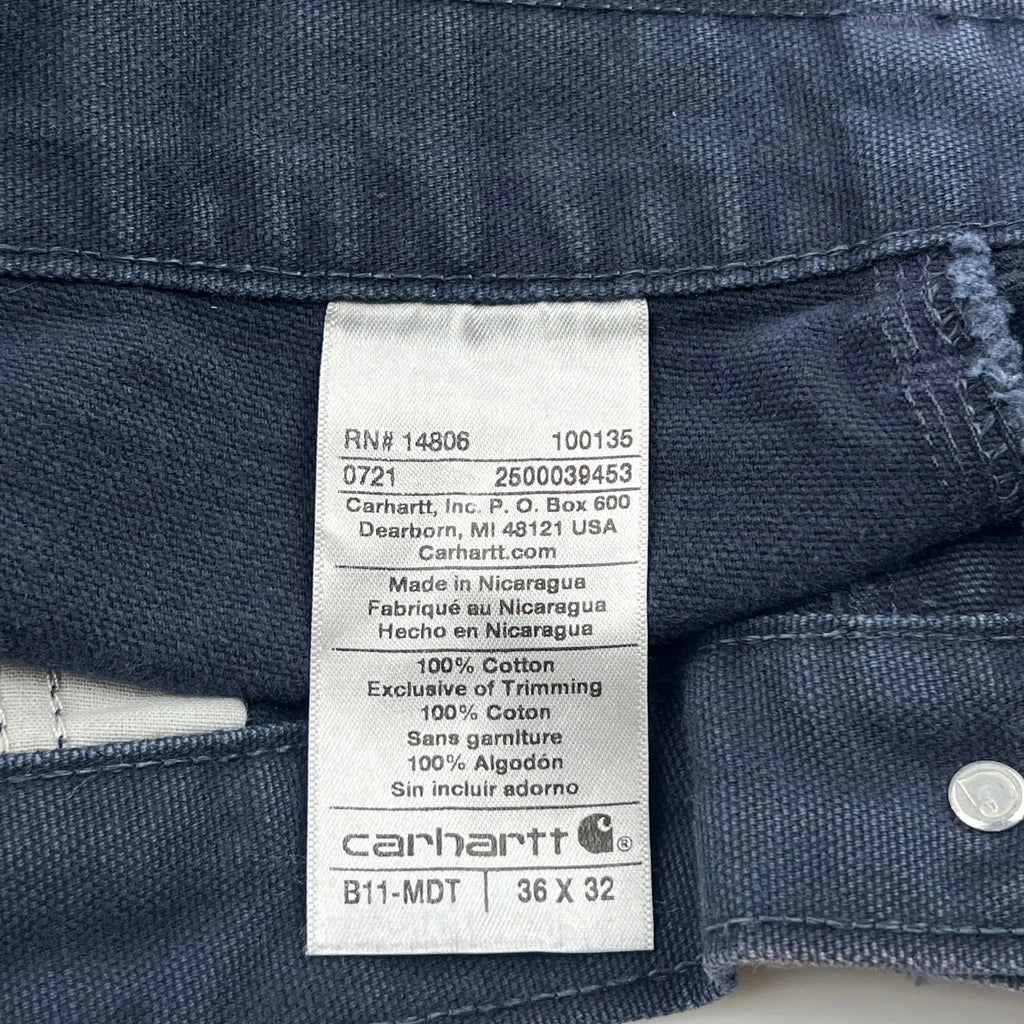 RN# 14806 100135
0721 2500039453
Carhartt, Inc. P. O. Box 600
Dearborn, MI 48121 USA
Carhartt.com
Made in Nicaragua
Fabriqué au Nicaragua
Hecho en Nicaragua
100% Cotton
Exclusive of Trimming
100% Coton
Sans garniture
100% Algodón
Sin incluir adorno
carhartt ®
B11-MDT 36 X 32